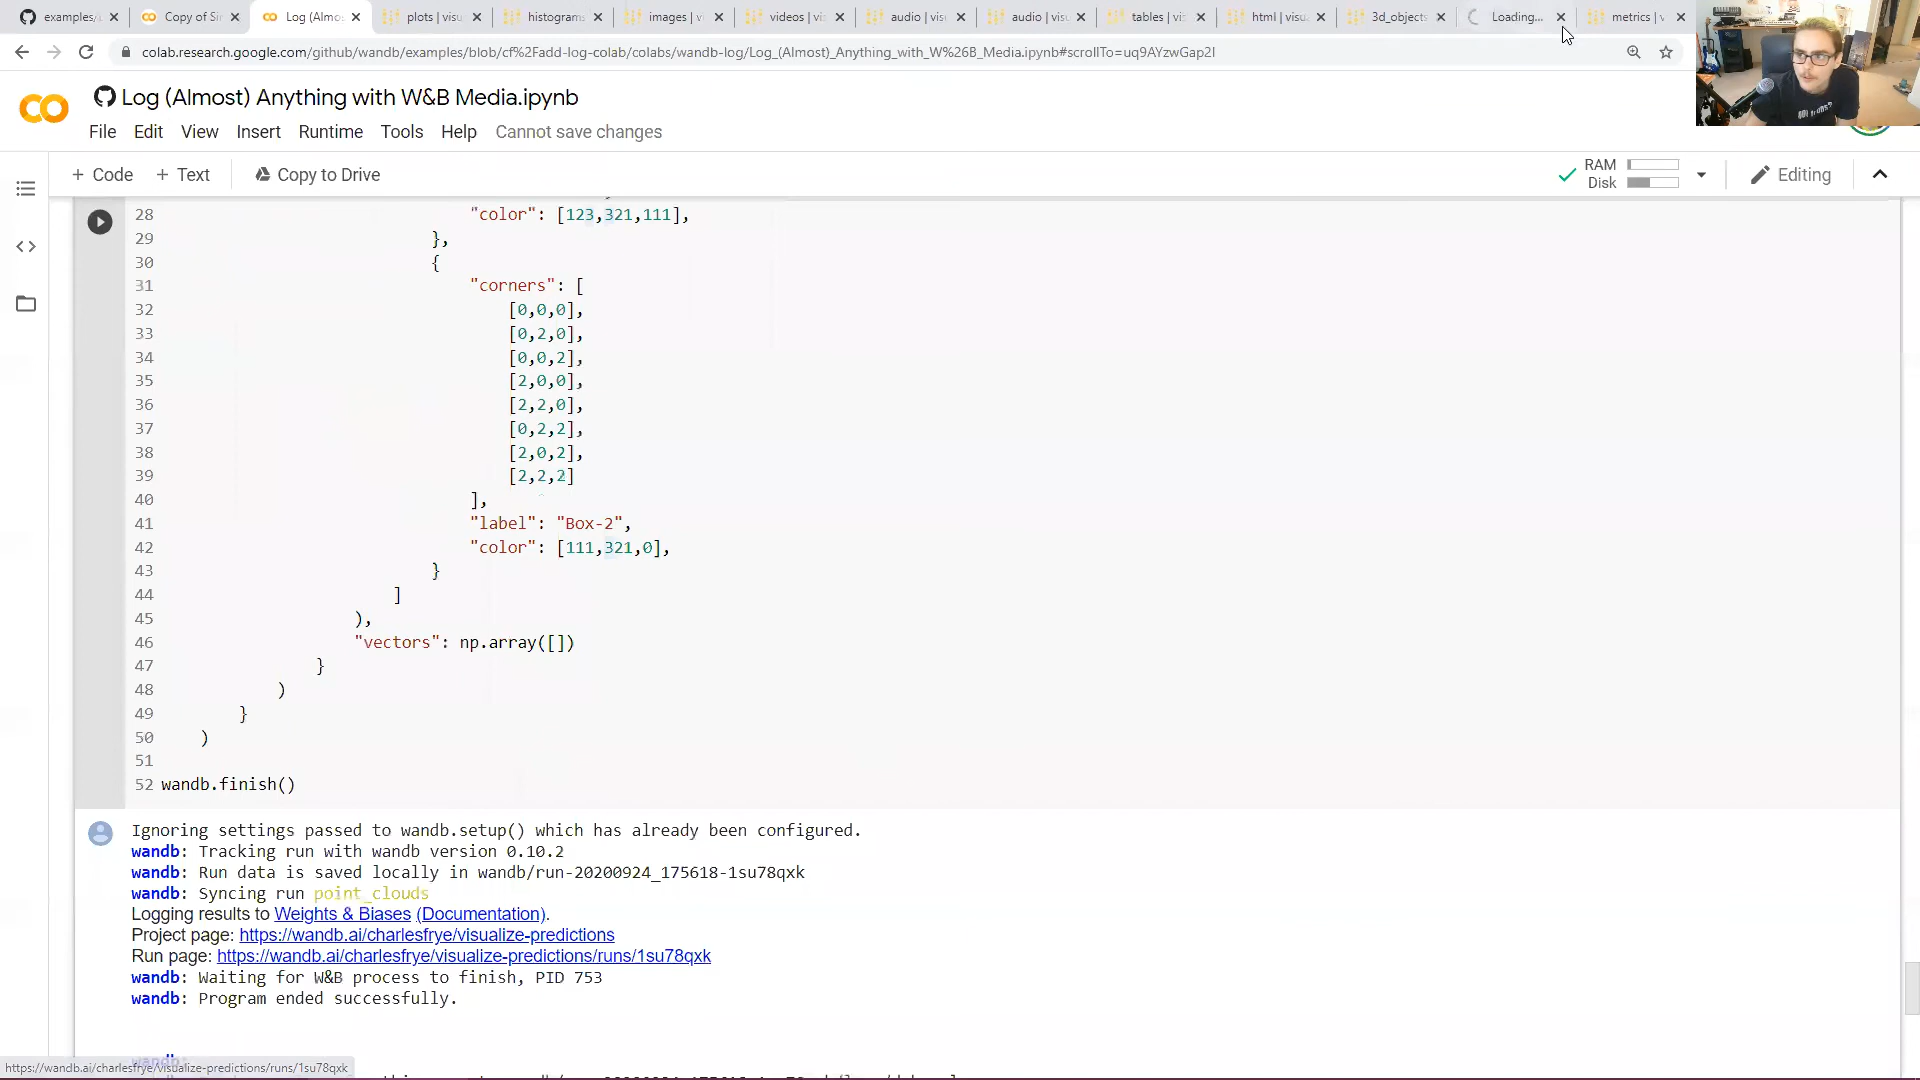 examples/ Copy of Sin Log (Almos plots | visu histograms images | vi videos | vis audio | visu audio | visu tables | vis html | visu 3d_objects Loading... metrics | v
colab.research.google.com/github/wandb/examples/blob/cf%2Fadd-log-colab/colabs/wandb-log/Log_(Almost)_Anything_with_W%26B_Media.ipynb#scrollTo=uq9AYzwGap2l
Log (Almost) Anything with W&B Media.ipynb
File Edit View Insert Runtime Tools Help Cannot save changes
+ Code + Text Copy to Drive RAM Disk Editing
28 "color": [123,321,111],
29 },
30 {
31 "corners": [
32 [0,0,0],
33 [0,2,0],
34 [0,0,2],
35 [2,0,0],
36 [2,2,0],
37 [0,2,2],
38 [2,0,2],
39 [2,2,2]
40 ],
41 "label": "Box-2",
42 "color": [111,321,0],
43 }
44 ]
45 ),
46 "vectors": np.array([])
47 }
48 )
49 }
50 )
51
52 wandb.finish()
Ignoring settings passed to wandb.setup() which has already been configured.
wandb: Tracking run with wandb version 0.10.2
wandb: Run data is saved locally in wandb/run-20200924_175618-1su78qxk
wandb: Syncing run point_clouds
Logging results to Weights & Biases (Documentation).
Project page: https://wandb.ai/charlesfrye/visualize-predictions
Run page: https://wandb.ai/charlesfrye/visualize-predictions/runs/1su78qxk
wandb: Waiting for W&B process to finish, PID 753
wandb: Program ended successfully.
wandb:
https://wandb.ai/charlesfrye/visualize-predictions/runs/1su78qxk